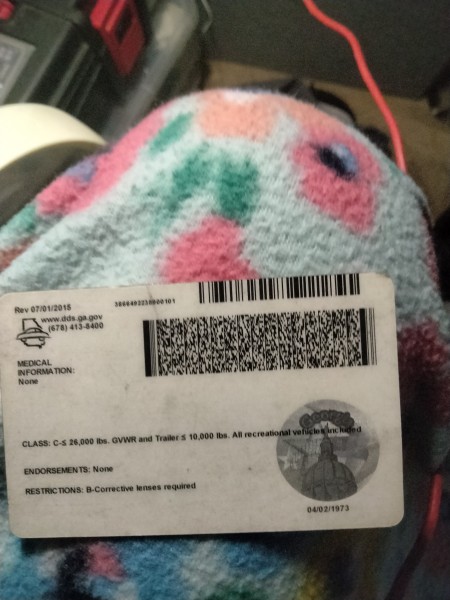 Rev 07/01/2015
www.dds.ga.gov
(678) 413-8400
MEDICAL
INFORMATION:
None
CLASS: C-≤ 26,000 lbs. GVWR and Trailer ≤ 10,000 lbs. All recreational vehicles included
ENDORSEMENTS: None
RESTRICTIONS: B-Corrective lenses required
04/02/1973